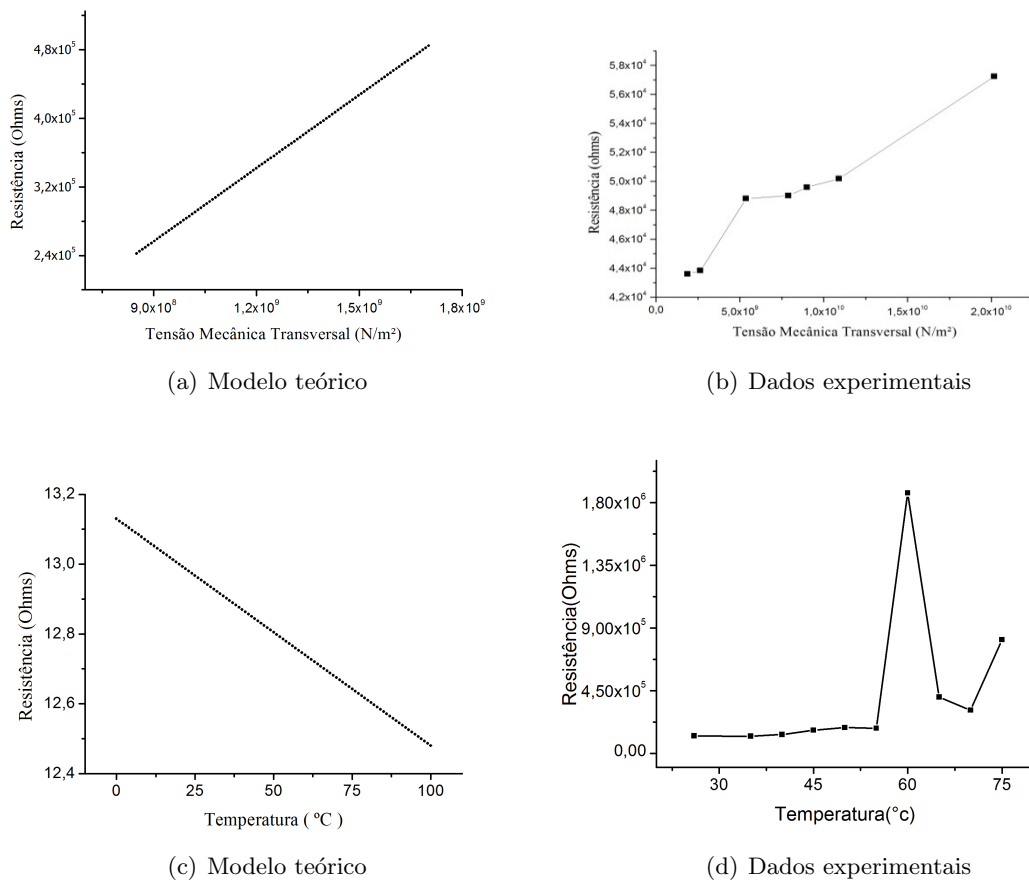 4,8x10⁵
4,0x10⁵
3,2x10⁵
2,4x10⁵
Resistência (Ohms)
9,0x10⁸ 1,2x10⁹ 1,5x10⁹ 1,8x10⁹
Tensão Mecânica Transversal (N/m²)
(a) Modelo teórico
5,8x10⁴
5,6x10⁴
5,4x10⁴
5,2x10⁴
5,0x10⁴
4,8x10⁴
4,6x10⁴
4,4x10⁴
4,2x10⁴
Resistência (ohms)
0,0 5,0x10⁹ 1,0x10¹⁰ 1,5x10¹⁰ 2,0x10¹⁰
Tensão Mecânica Transversal (N/m²)
(b) Dados experimentais
13,2
13,0
12,8
12,6
12,4
Resistência (Ohms)
0 25 50 75 100
Temperatura ( ºC )
(c) Modelo teórico
1,80x10⁶
1,35x10⁶
9,00x10⁵
4,50x10⁵
0,00
Resistência(Ohms)
30 45 60 75
Temperatura(°c)
(d) Dados experimentais